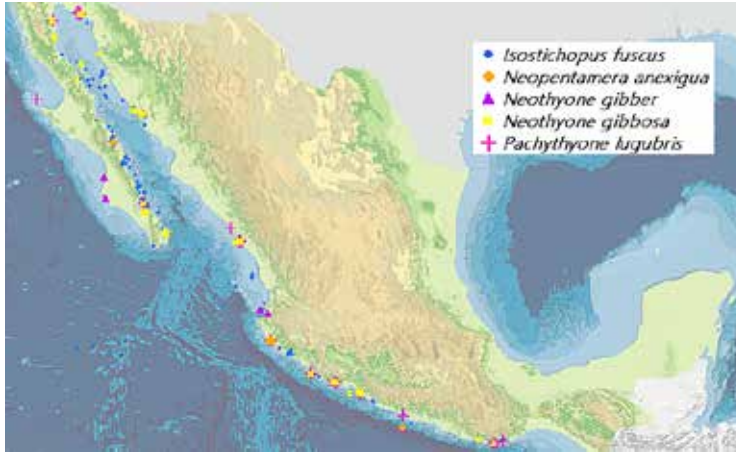 Isostichopus fuscus
Neopentamera anexigua
Neothyone gibber
Neothyone gibbosa
Pachythyone lugubris